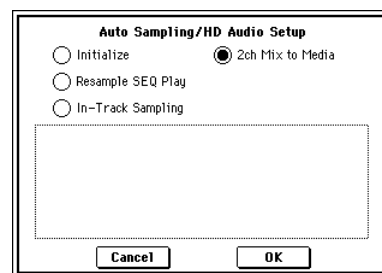 Auto Sampling/HD Audio Setup
Initialize 2ch Mix to Media
Resample SEQ Play
In-Track Sampling
Cancel OK